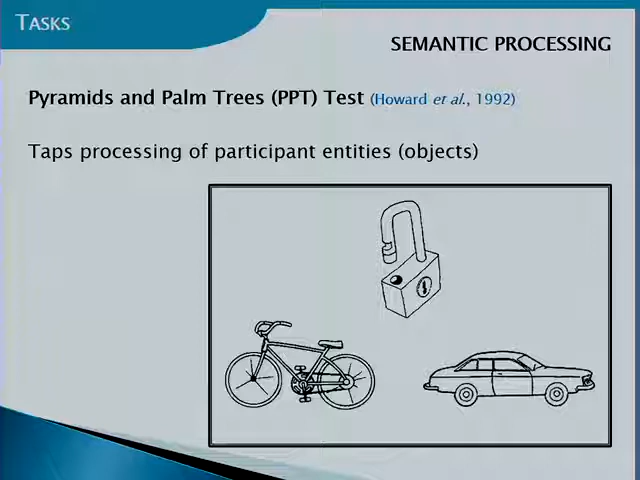 TASKS
SEMANTIC PROCESSING
Pyramids and Palm Trees (PPT) Test (Howard et al., 1992)
Taps processing of participant entities (objects)